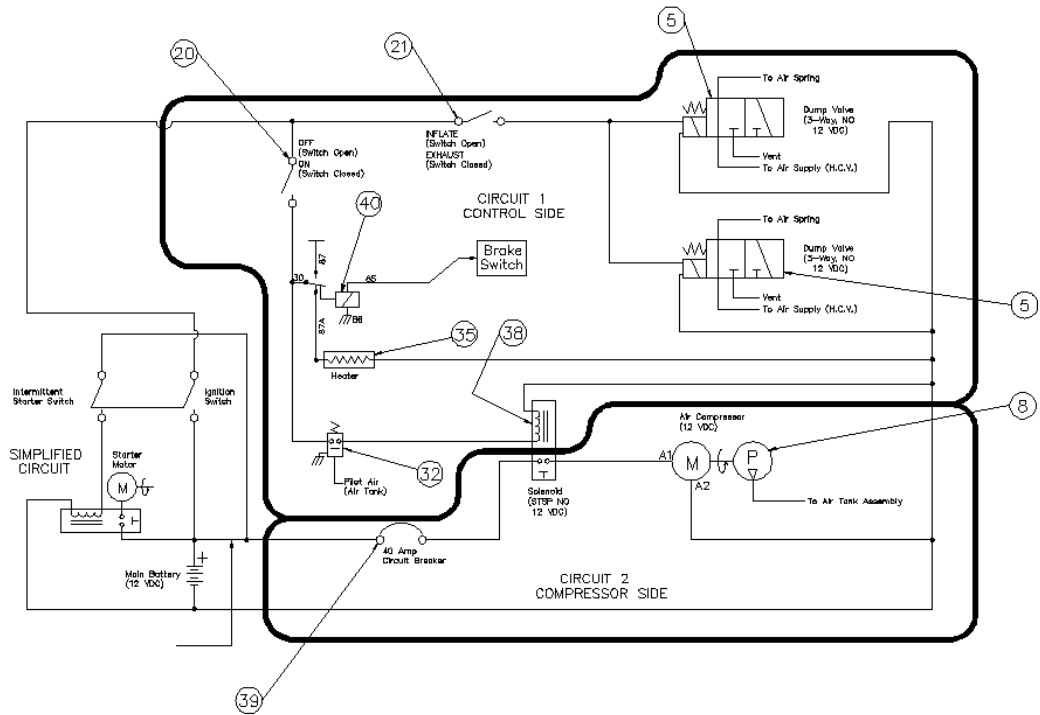 5
20
21
To Air Spring
Dump Valve
(3-Way, NO
12 VDC)
OFF
(Switch Open)
ON
(Switch Closed)
INFLATE
(Switch Open)
EXHAUST
(Switch Closed)
Vent
To Air Supply (H.C.V.)
CIRCUIT 1
CONTROL SIDE
40
To Air Spring
Brake
Switch
Dump Valve
(3-Way, NO
12 VDC)
87
30
85
86
87A
Vent
To Air Supply (H.C.V.)
5
35
38
Heater
Intermittent
Starter Switch
Ignition
Switch
8
Air Compressor
(12 VDC)
SIMPLIFIED
CIRCUIT
Starter
Motor
M
A1
M
A2
P
32
Pilot Air
(Air Tank)
Solenoid
(STSP NO
12 VDC)
To Air Tank Assembly
40 Amp
Circuit Breaker
Main Battery
(12 VDC)
+
CIRCUIT 2
COMPRESSOR SIDE
39